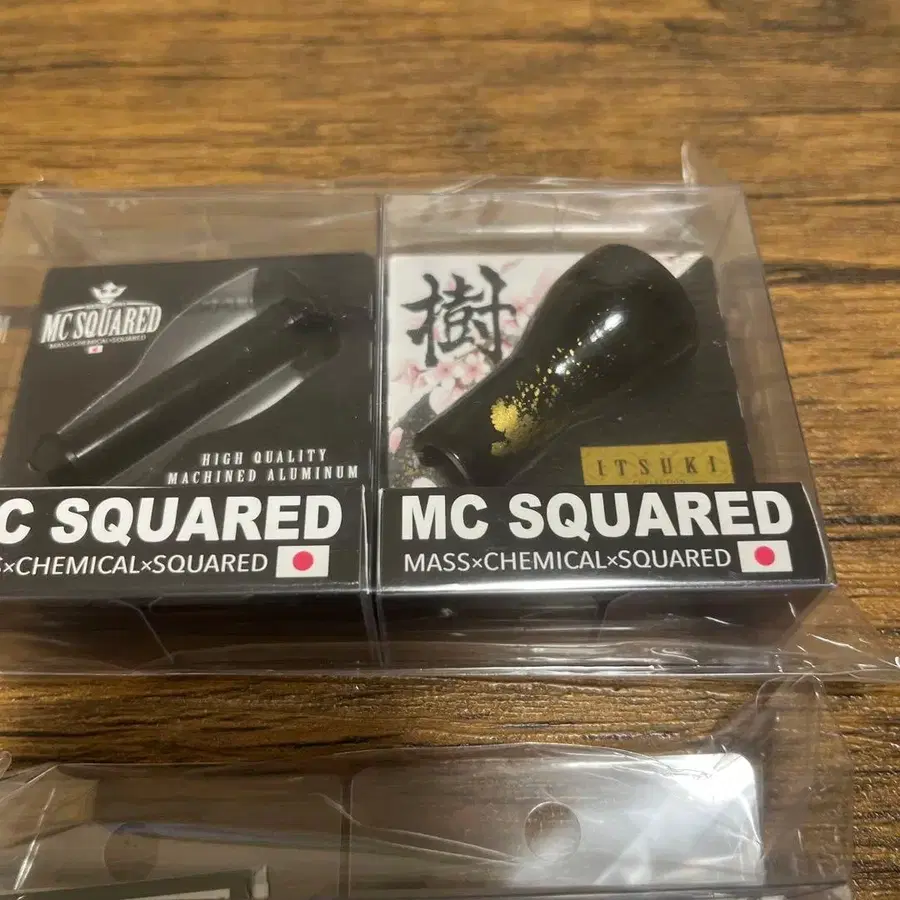 MC SQUARED
MASS×CHEMICAL×SQUARED
HIGH QUALITY
MACHINED ALUMINUM
C SQUARED
S×CHEMICAL×SQUARED
樹
ITSUKI
MC SQUARED
MASS×CHEMICAL×SQUARED